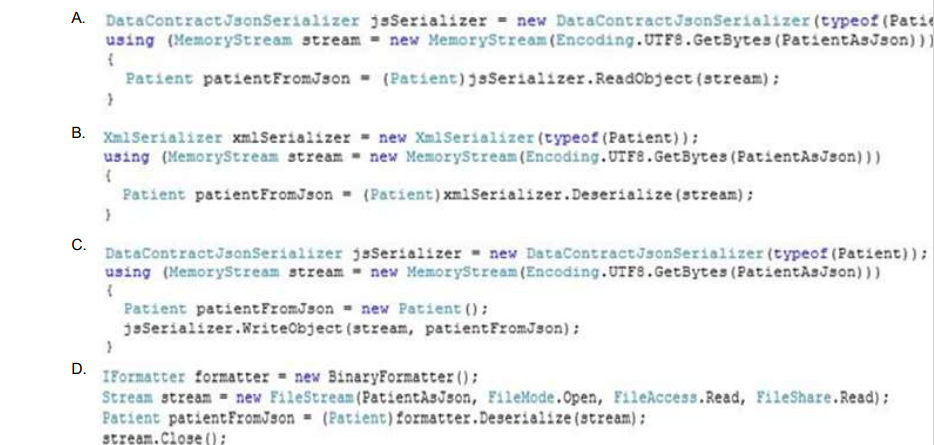 A. DataContractJsonSerializer jsSerializer = new DataContractJsonSerializer(typeof(Patie
using (MemoryStream stream = new MemoryStream(Encoding.UTF8.GetBytes(PatientAsJson)))
{
Patient patientFromJson = (Patient)jsSerializer.ReadObject(stream);
}
B. XmlSerializer xmlSerializer = new XmlSerializer(typeof(Patient));
using (MemoryStream stream = new MemoryStream(Encoding.UTF8.GetBytes(PatientAsJson)))
{
Patient patientFromJson = (Patient)xmlSerializer.Deserialize(stream);
}
C. DataContractJsonSerializer jsSerializer = new DataContractJsonSerializer(typeof(Patient));
using (MemoryStream stream = new MemoryStream(Encoding.UTF8.GetBytes(PatientAsJson)))
{
Patient patientFromJson = new Patient();
jsSerializer.WriteObject(stream, patientFromJson);
}
D. IFormatter formatter = new BinaryFormatter();
Stream stream = new FileStream(PatientAsJson, FileMode.Open, FileAccess.Read, FileShare.Read);
Patient patientFromJson = (Patient)formatter.Deserialize(stream);
stream.Close();